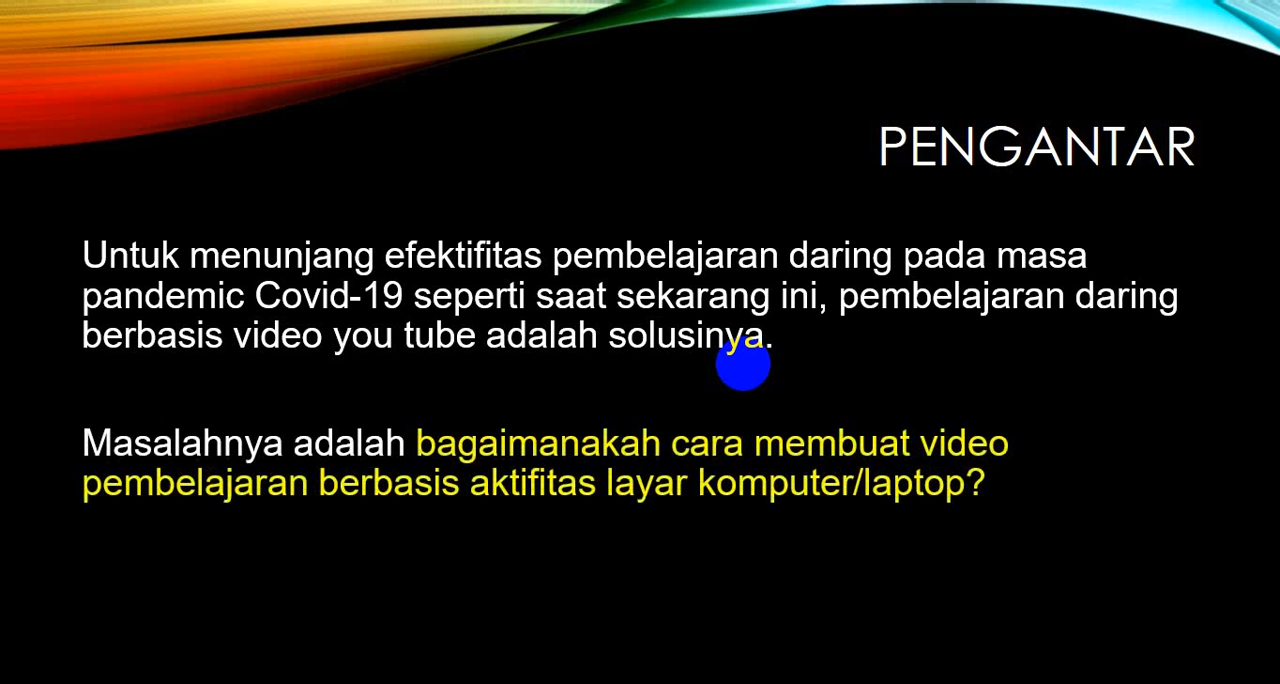 PENGANTAR
Untuk menunjang efektifitas pembelajaran daring pada masa
pandemic Covid-19 seperti saat sekarang ini, pembelajaran daring
berbasis video you tube adalah solusinya.
Masalahnya adalah bagaimanakah cara membuat video
pembelajaran berbasis aktifitas layar komputer/laptop?